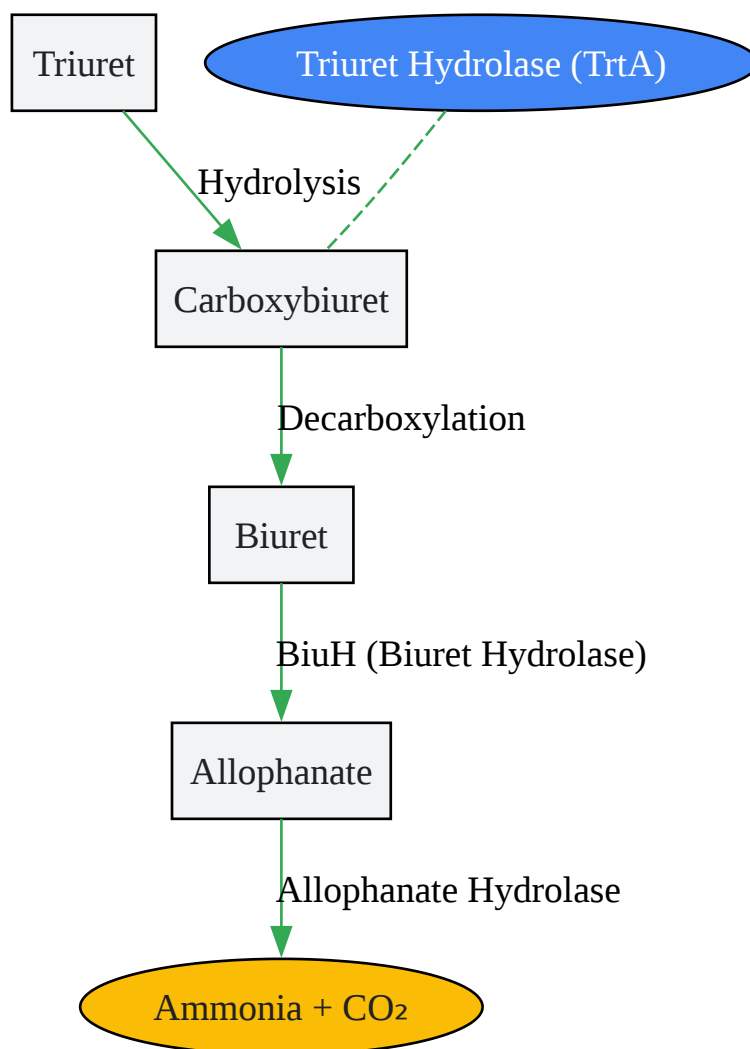 Triuret
Triuret Hydrolase (TrtA)
Hydrolysis
Carboxybiuret
Decarboxylation
Biuret
BiuH (Biuret Hydrolase)
Allophanate
Allophanate Hydrolase
Ammonia + CO₂